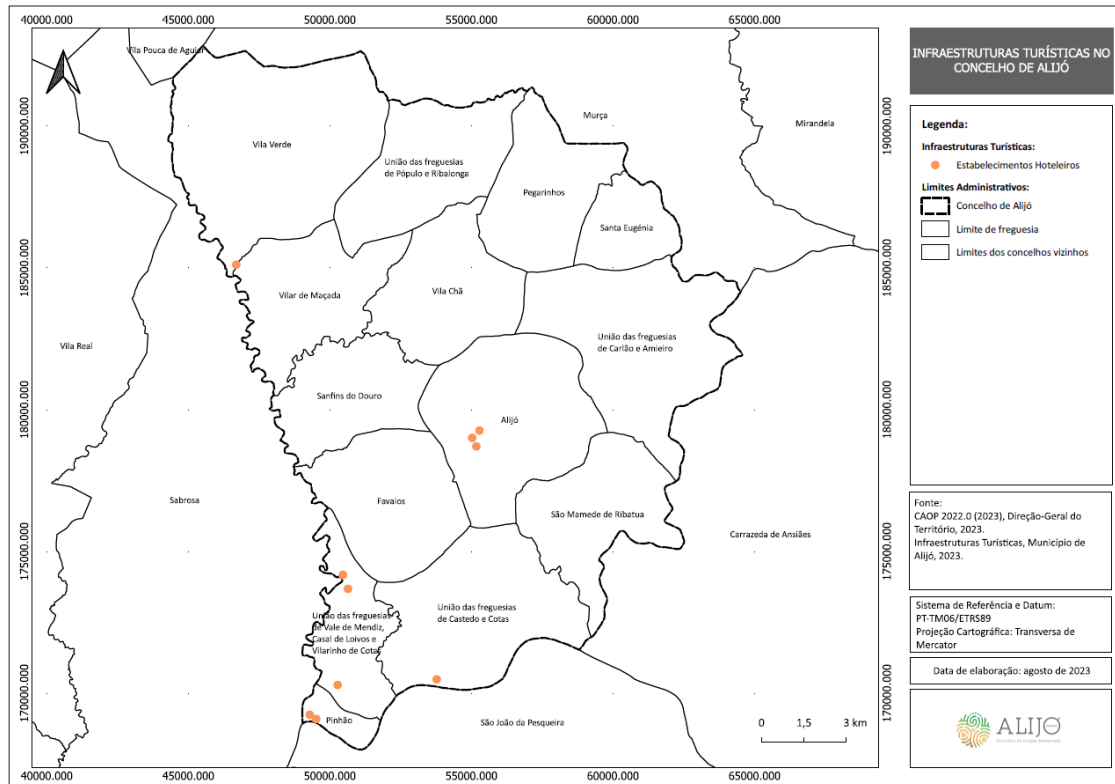 40000.000 45000.000 50000.000 55000.000 60000.000 65000.000
190000.000 185000.000 180000.000 175000.000 170000.000
Vila Pouca de Aguiar
Murça
Mirandela
Vila Verde
União das freguesias
de Pópulo e Ribalonga
Pegarinhos
Santa Eugénia
Vilar de Maçada
Vila Chã
União das freguesias
de Carlão e Amieiro
Vila Real
Sanfins do Douro
Alijó
Sabrosa
Favaios
São Mamede de Ribatua
Carrazeda de Ansiães
União das freguesias
de Vale de Mendiz,
Casal de Loivos e
Vilarinho de Cotas
União das freguesias
de Castedo e Cotas
Pinhão
São João da Pesqueira
0 1,5 3 km
190000.000 185000.000 180000.000 175000.000 170000.000
40000.000 45000.000 50000.000 55000.000 60000.000 65000.000
INFRAESTRUTURAS TURÍSTICAS NO
CONCELHO DE ALIJÓ
Legenda:
Infraestruturas Turísticas:
Estabelecimentos Hoteleiros
Limites Administrativos:
Concelho de Alijó
Limite de freguesia
Limites dos concelhos vizinhos
Fonte:
CAOP 2022.0 (2023), Direção-Geral do
Território, 2023.
Infraestruturas Turísticas, Município de
Alijó, 2023.
Sistema de Referência e Datum:
PT-TM06/ETRS89
Projeção Cartográfica: Transversa de
Mercator
Data de elaboração: agosto de 2023
ALIJÓ